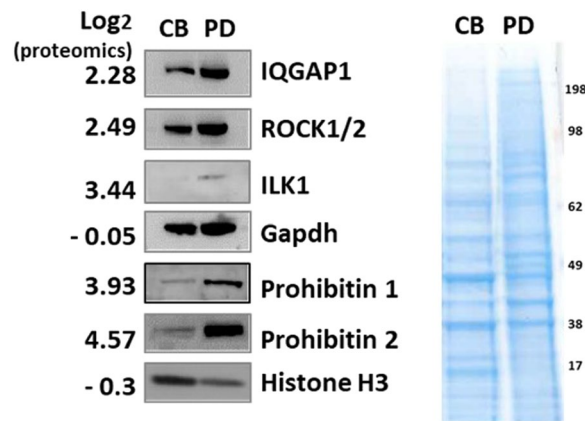 Log2 CB PD CB PD
(proteomics)
2.28 IQGAP1
198
2.49 ROCK1/2
98
3.44 ILK1
62
- 0.05 Gapdh
49
3.93 Prohibitin 1
38
4.57 Prohibitin 2
17
- 0.3 Histone H3